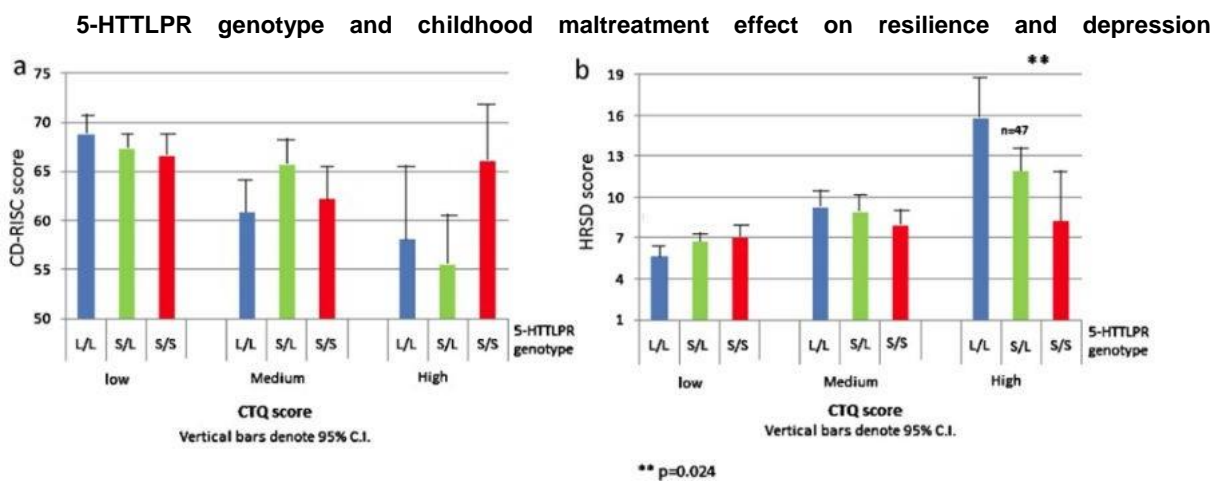 5-HTTLPR genotype and childhood maltreatment effect on resilience and depression
a
75
70
65
60
55
50
CD-RISC score
L/L S/L S/S L/L S/L S/S L/L S/L S/S 5-HTTLPR genotype
low Medium High
CTQ score
Vertical bars denote 95% C.I.
b
19
16
13
10
7
4
1
HRSD score
**
n=47
L/L S/L S/S L/L S/L S/S L/L S/L S/S 5-HTTLPR genotype
low Medium High
CTQ score
Vertical bars denote 95% C.I.
** p=0.024